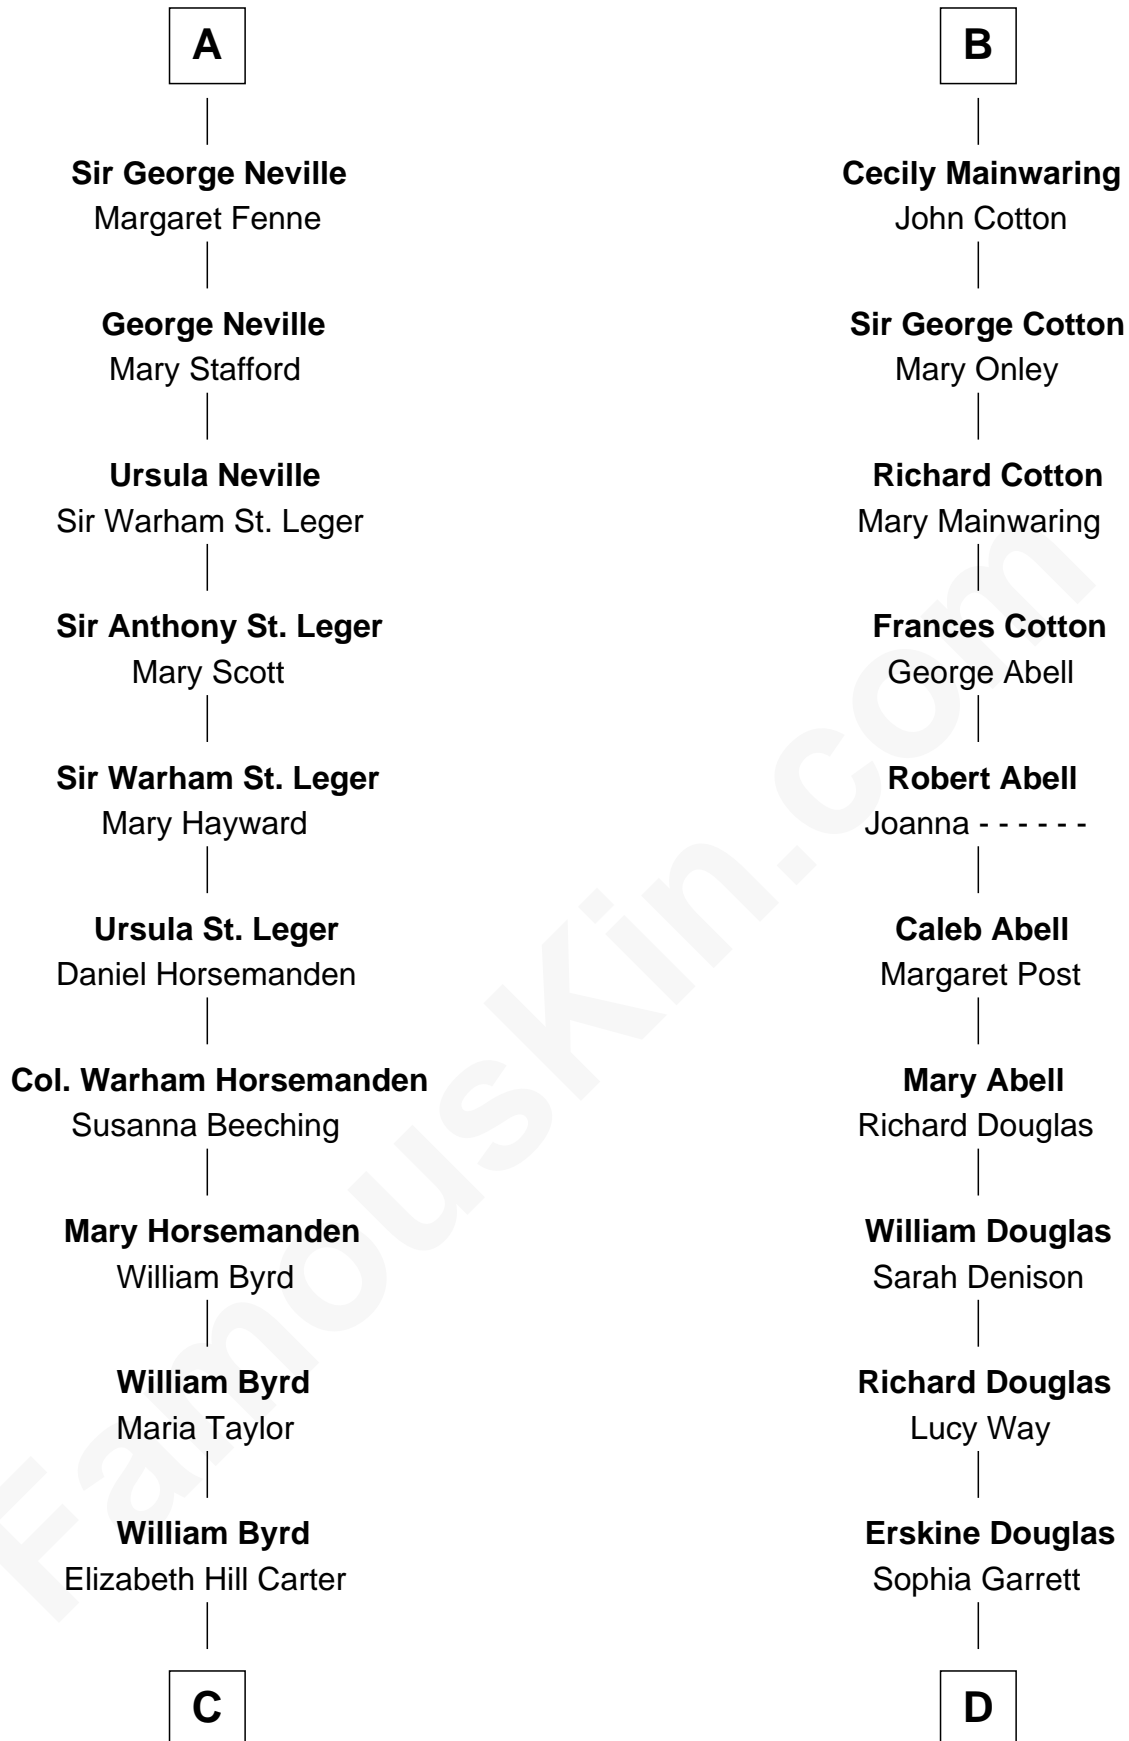 A
Sir George Neville
Margaret Fenne
George Neville
Mary Stafford
Ursula Neville
Sir Warham St. Leger
Sir Anthony St. Leger
Mary Scott
Sir Warham St. Leger
Mary Hayward
Ursula St. Leger
Daniel Horsemanden
Col. Warham Horsemanden
Susanna Beeching
Mary Horsemanden
William Byrd
William Byrd
Maria Taylor
William Byrd
Elizabeth Hill Carter
C
B
Cecily Mainwaring
John Cotton
Sir George Cotton
Mary Onley
Richard Cotton
Mary Mainwaring
Frances Cotton
George Abell
Robert Abell
Joanna - - - - - -
Caleb Abell
Margaret Post
Mary Abell
Richard Douglas
William Douglas
Sarah Denison
Richard Douglas
Lucy Way
Erskine Douglas
Sophia Garrett
D
FamousKin.com